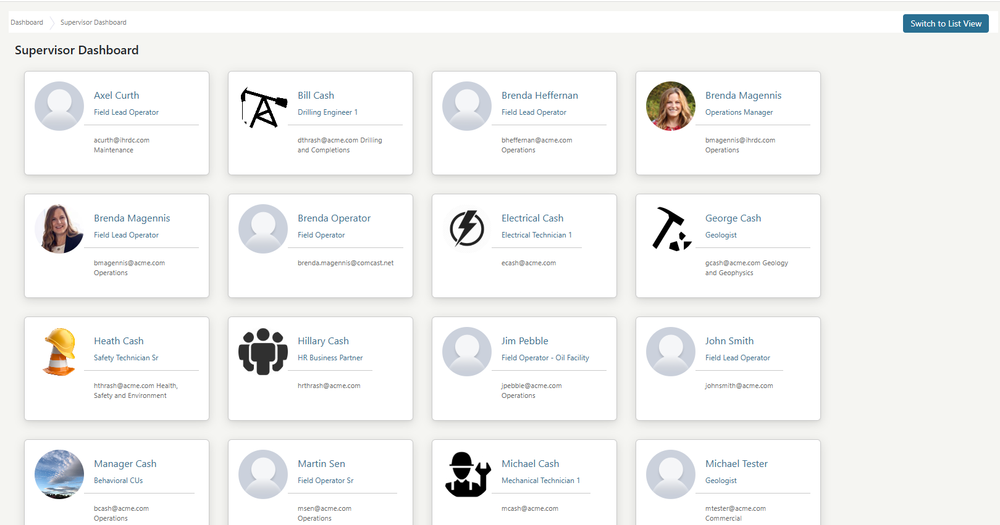 Dashboard
Supervisor Dashboard
Switch to List View
Supervisor Dashboard
Axel Curth
Field Lead Operator
acurth@ihrdc.com
Maintenance
Bill Cash
Drilling Engineer 1
dthrash@acme.com Drilling
and Completions
Brenda Heffernan
Field Lead Operator
bheffernan@acme.com
Operations
Brenda Magennis
Operations Manager
bmagennis@ihrdc.com
Operations
Brenda Magennis
Field Lead Operator
bmagennis@acme.com
Operations
Brenda Operator
Field Operator
brenda.magennis@comcast.net
Electrical Cash
Electrical Technician 1
ecash@acme.com
George Cash
Geologist
gcash@acme.com Geology
and Geophysics
Heath Cash
Safety Technician Sr
hthrash@acme.com Health,
Safety and Environment
Hillary Cash
HR Business Partner
hrthrash@acme.com
Jim Pebble
Field Operator - Oil Facility
jpebble@acme.com
Operations
John Smith
Field Lead Operator
johnsmith@acme.com
Manager Cash
Behavioral CUs
bcash@acme.com
Operations
Martin Sen
Field Operator Sr
msen@acme.com
Operations
Michael Cash
Mechanical Technician 1
mcash@acme.com
Michael Tester
Geologist
mtester@acme.com
Commercial